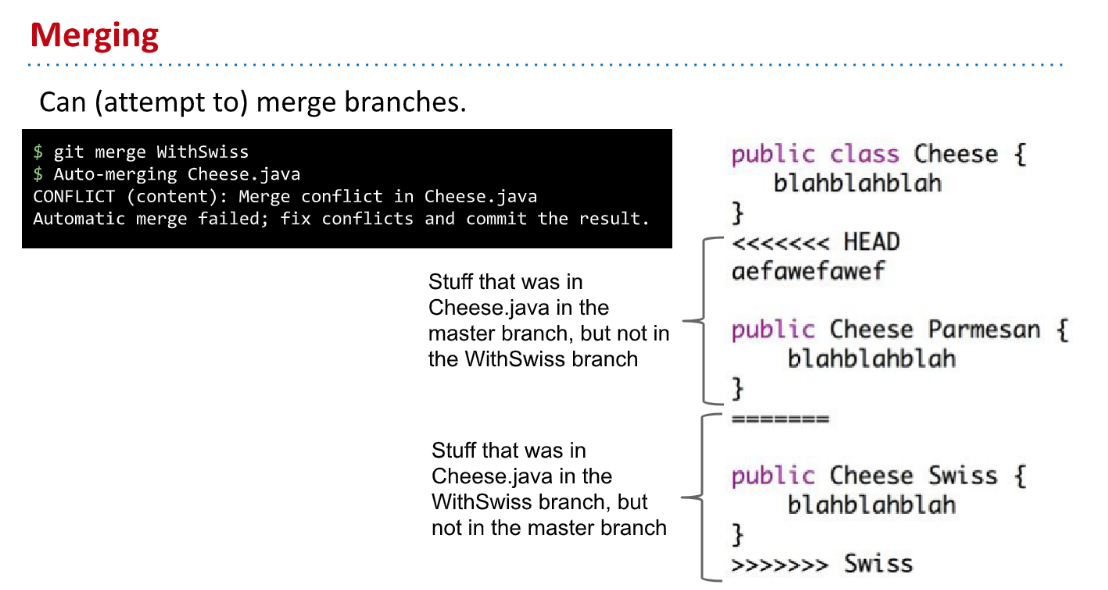 Merging
Can (attempt to) merge branches.
$ git merge WithSwiss
$ Auto-merging Cheese.java
CONFLICT (content): Merge conflict in Cheese.java
Automatic merge failed; fix conflicts and commit the result.
Stuff that was in
Cheese.java in the
master branch, but not in
the WithSwiss branch
Stuff that was in
Cheese.java in the
WithSwiss branch, but
not in the master branch
public class Cheese {
blahblahblah
}
<<<<<<< HEAD
aefawefawef
public Cheese Parmesan {
blahblahblah
}
=======
public Cheese Swiss {
blahblahblah
}
>>>>>>> Swiss